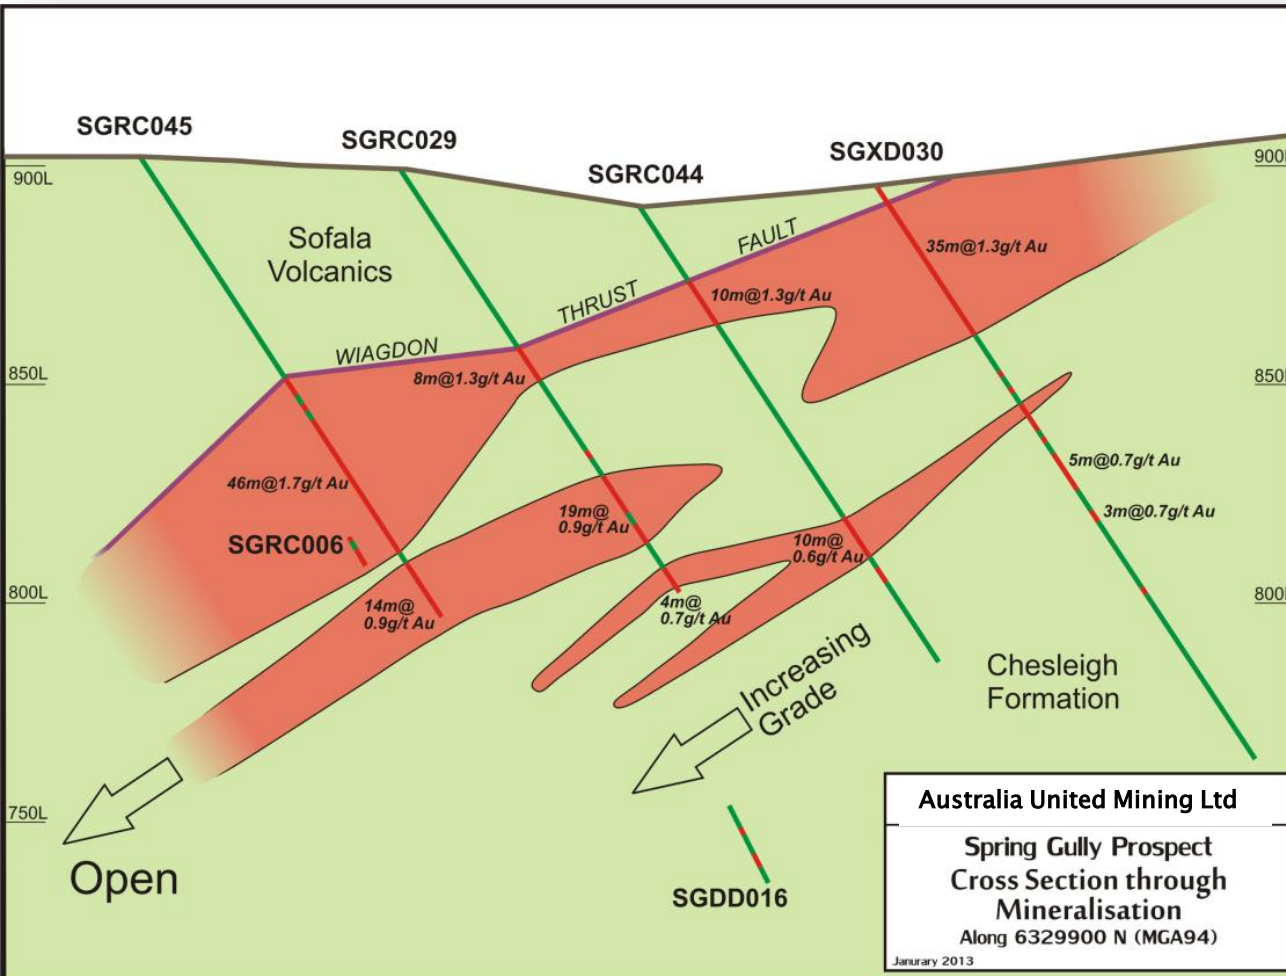 SGRC045
SGRC029
SGRC044
SGXD030
900L
900
Sofala
Volcanics
WIAGDON
THRUST
FAULT
35m@1.3g/t Au
10m@1.3g/t Au
8m@1.3g/t Au
850L
850
46m@1.7g/t Au
SGRC006
19m@
0.9g/t Au
5m@0.7g/t Au
3m@0.7g/t Au
10m@
0.6g/t Au
800L
800
14m@
0.9g/t Au
4m@
0.7g/t Au
Increasing
Grade
Chesleigh
Formation
750L
Open
SGDD016
Australia United Mining Ltd
Spring Gully Prospect
Cross Section through
Mineralisation
Along 6329900 N (MGA94)
Janurary 2013